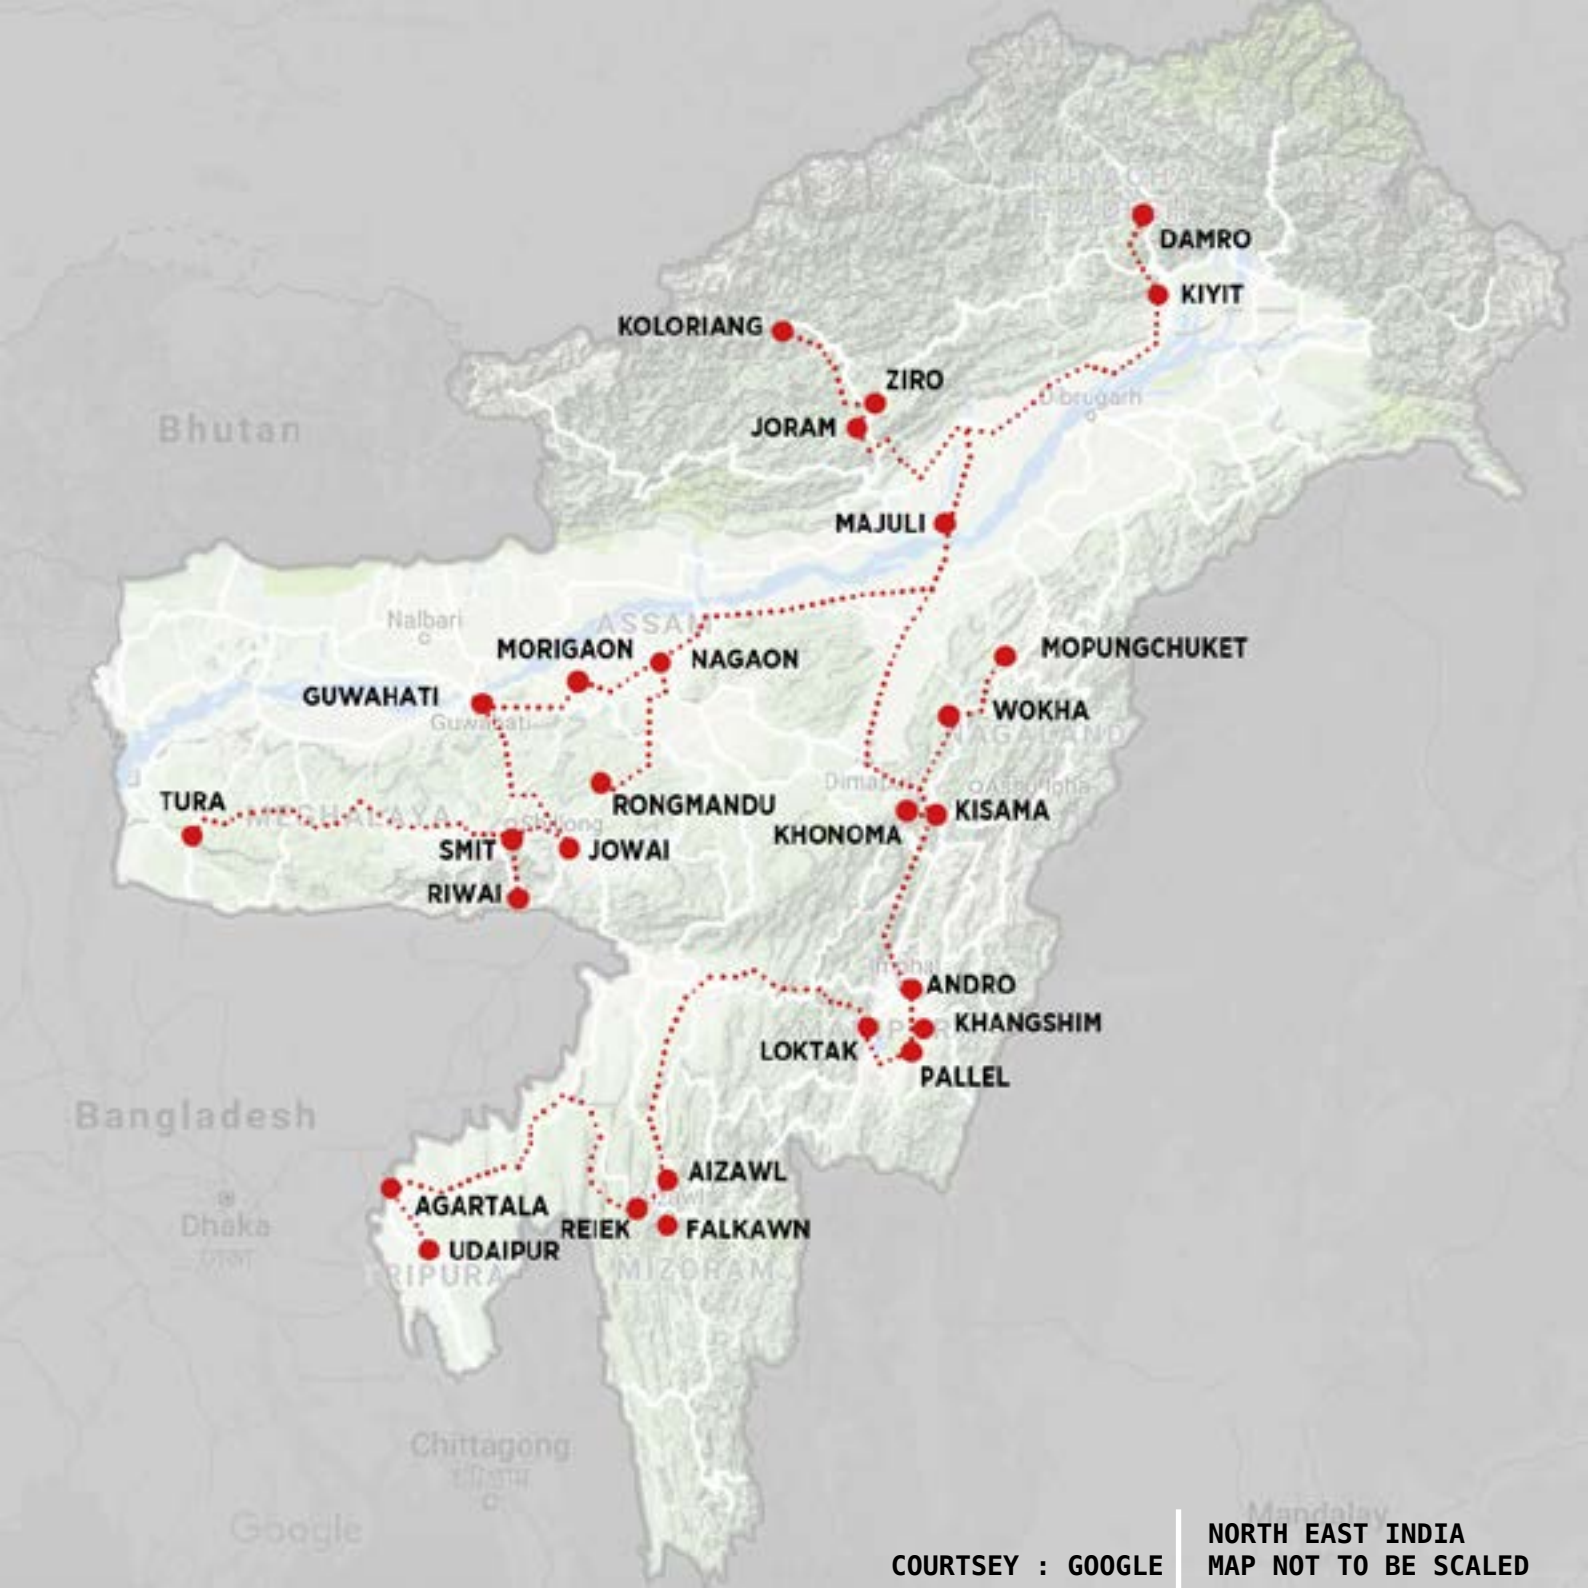 DAMRO
KIYIT
KOLORIANG
ZIRO
Dibrugarh
JORAM
Bhutan
MAJULI
Nalbari
ASSAM
MORIGAON
NAGAON
MOPUNGCHUKET
GUWAHATI
Guwahati
WOKHA
NAGALAND
TURA
RONGMANDU
KISAMA
MEGHALAYA
Shillong
KHONOMA
SMIT
JOWAI
RIWAI
ANDRO
KHANGSHIM
LOKTAK
PALLEL
Bangladesh
AIZAWL
AGARTALA
Dhaka
REIEK
FALKAWN
UDAIPUR
MIZORAM
Chittagong
Google
Mandalay
NORTH EAST INDIA
COURTSEY : GOOGLE
MAP NOT TO BE SCALED